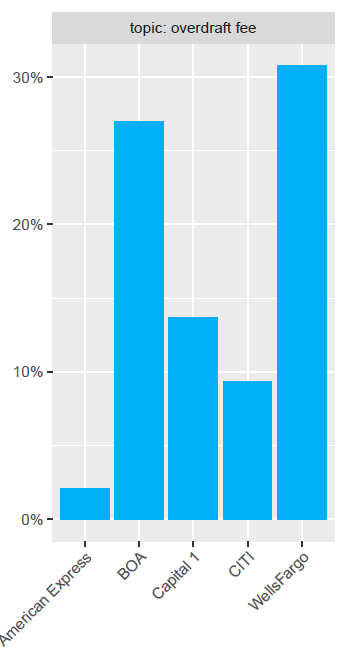 topic: overdraft fee
30%
20%
10%
0%
American Express
BOA
Capital 1
CITI
WellsFargo